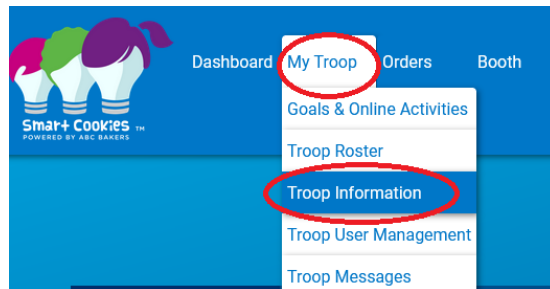 Dashboard My Troop Orders Booth
Goals & Online Activities
Troop Roster
Troop Information
Troop User Management
Troop Messages
Smart Cookies TM
POWERED BY ABC BAKERS